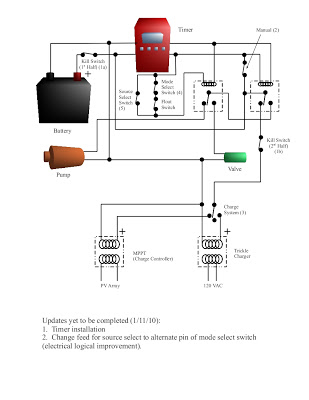 Timer
Manual (2)
Kill Switch
(1st Half) (1a)
+
Mode
Select
Switch (4)
Source
Select
Switch
(5)
Float
Switch
Battery
Kill Switch
(2nd Half)
(1b)
Pump
Valve
Charge
System (3)
+
+
MPPT
(Charge Controller)
Trickle
Charger
PV Array
120 VAC
Updates yet to be completed (1/11/10):
1. Timer installation
2. Change feed for source select to alternate pin of mode select switch
(electrical logical improvement).